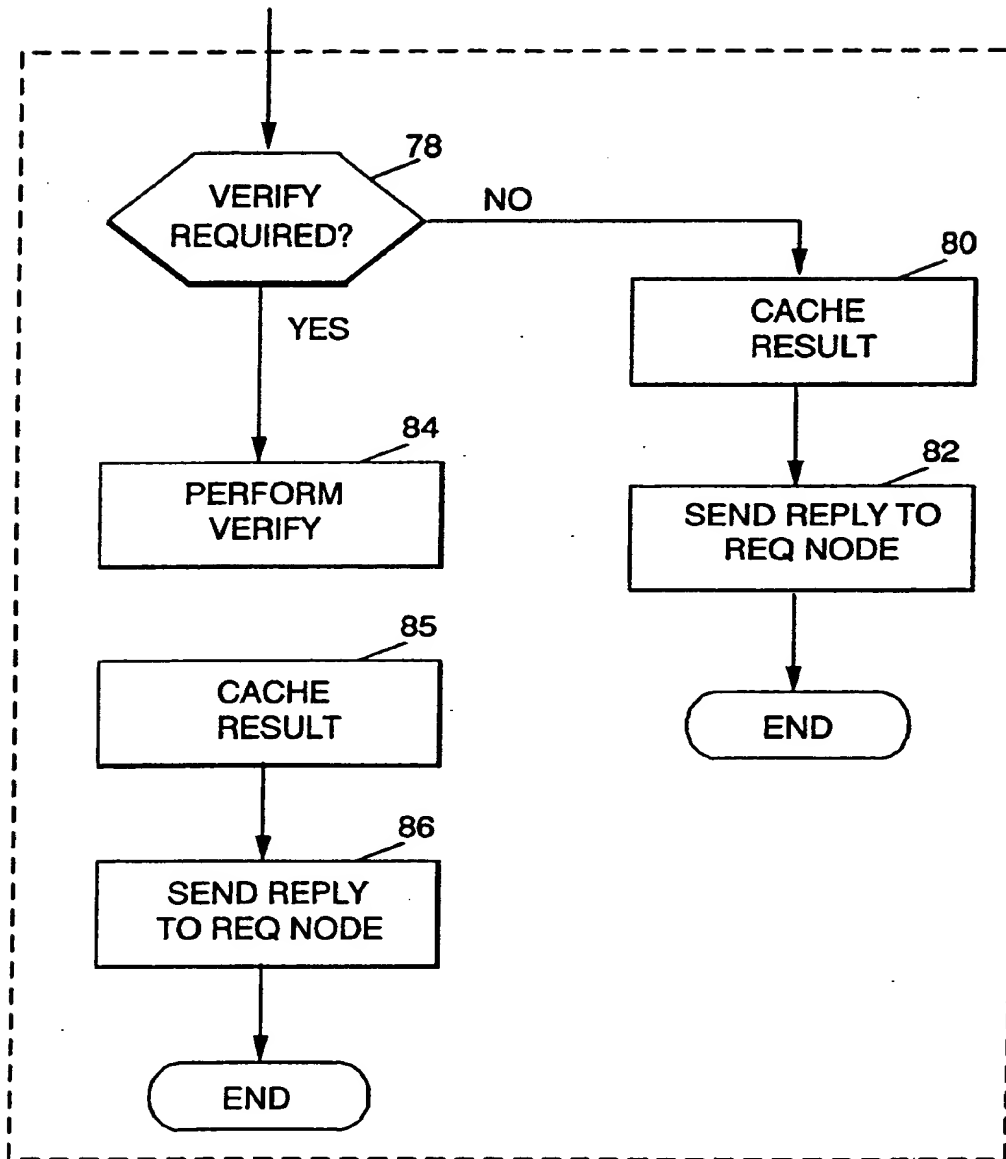 78
VERIFY
REQUIRED?
NO
YES
80
CACHE
RESULT
84
PERFORM
VERIFY
82
SEND REPLY TO
REQ NODE
85
CACHE
RESULT
END
86
SEND REPLY
TO REQ NODE
END